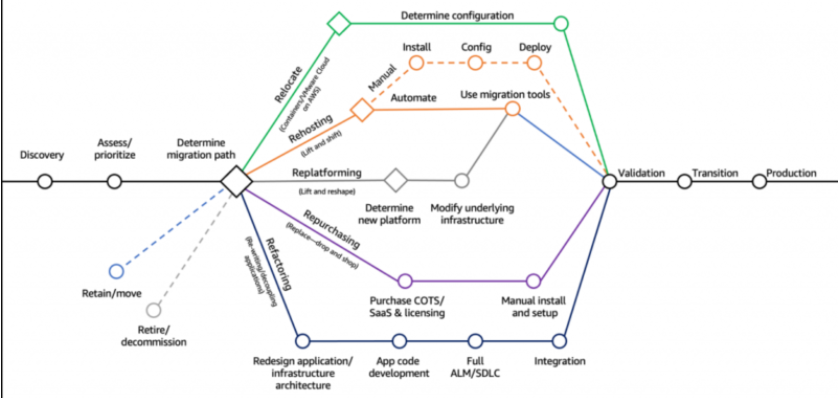 Determine configuration
Relocate
(Containers/VMware Cloud
on AWS)
Install
Config
Deploy
Manual
Automate
Use migration tools
Rehosting
(Lift and shift)
Discovery
Assess/
prioritize
Determine
migration path
Replatforming
(Lift and reshape)
Determine
new platform
Modify underlying
infrastructure
Validation
Transition
Production
Repurchasing
(Replace—drop and shop)
Purchase COTS/
SaaS & licensing
Manual install
and setup
Refactoring
(Re-writing/decoupling
applications)
Retain/move
Retire/
decommission
Redesign application/
infrastructure
architecture
App code
development
Full
ALM/SDLC
Integration